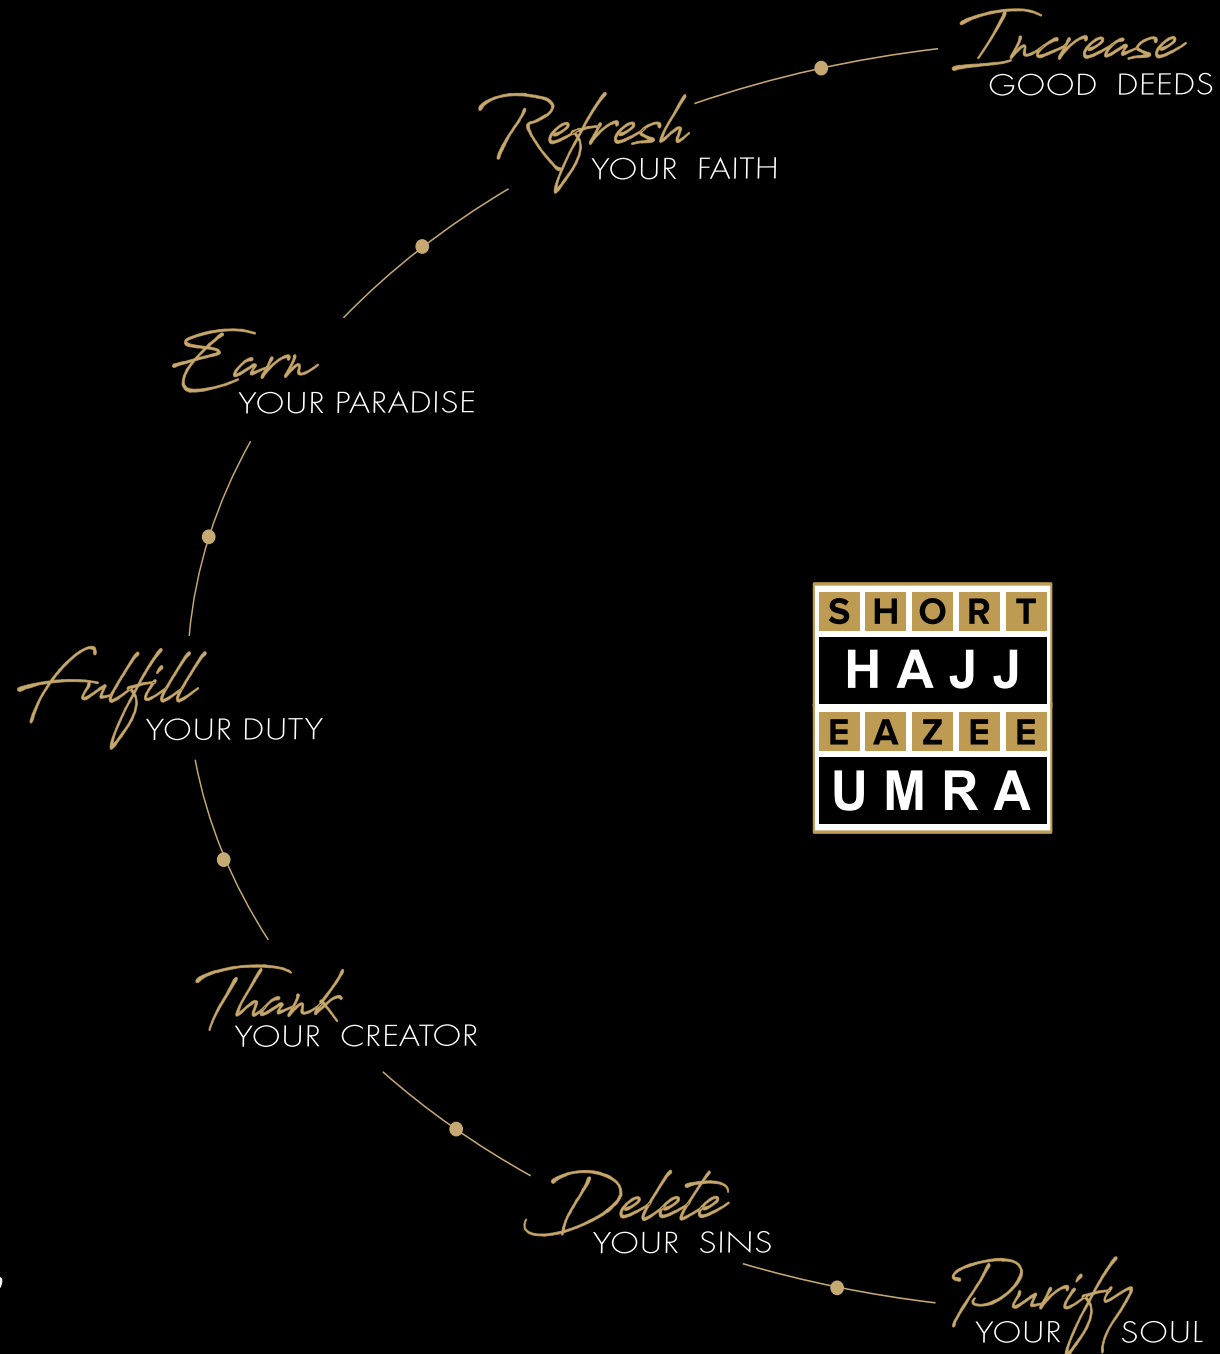 Increase
GOOD DEEDS
Refresh
YOUR FAITH
Earn
YOUR PARADISE
Fulfill
YOUR DUTY
SHORT
HAJJ
EAZEE
UMRA
Thank
YOUR CREATOR
Delete
YOUR SINS
Purify
YOUR SOUL